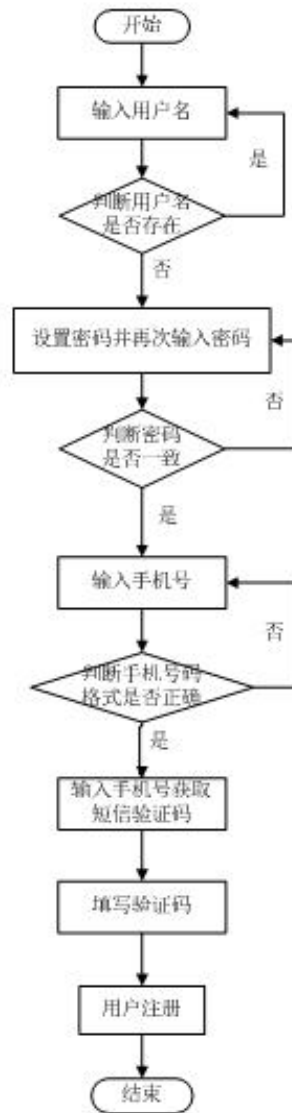 开始
输入用户名
是
判断用户名
是否存在
否
设置密码并再次输入密码
否
判断密码
是否一致
是
输入手机号
否
判断手机号码
格式是否正确
是
输入手机号获取
短信验证码
填写验证码
用户注册
结束